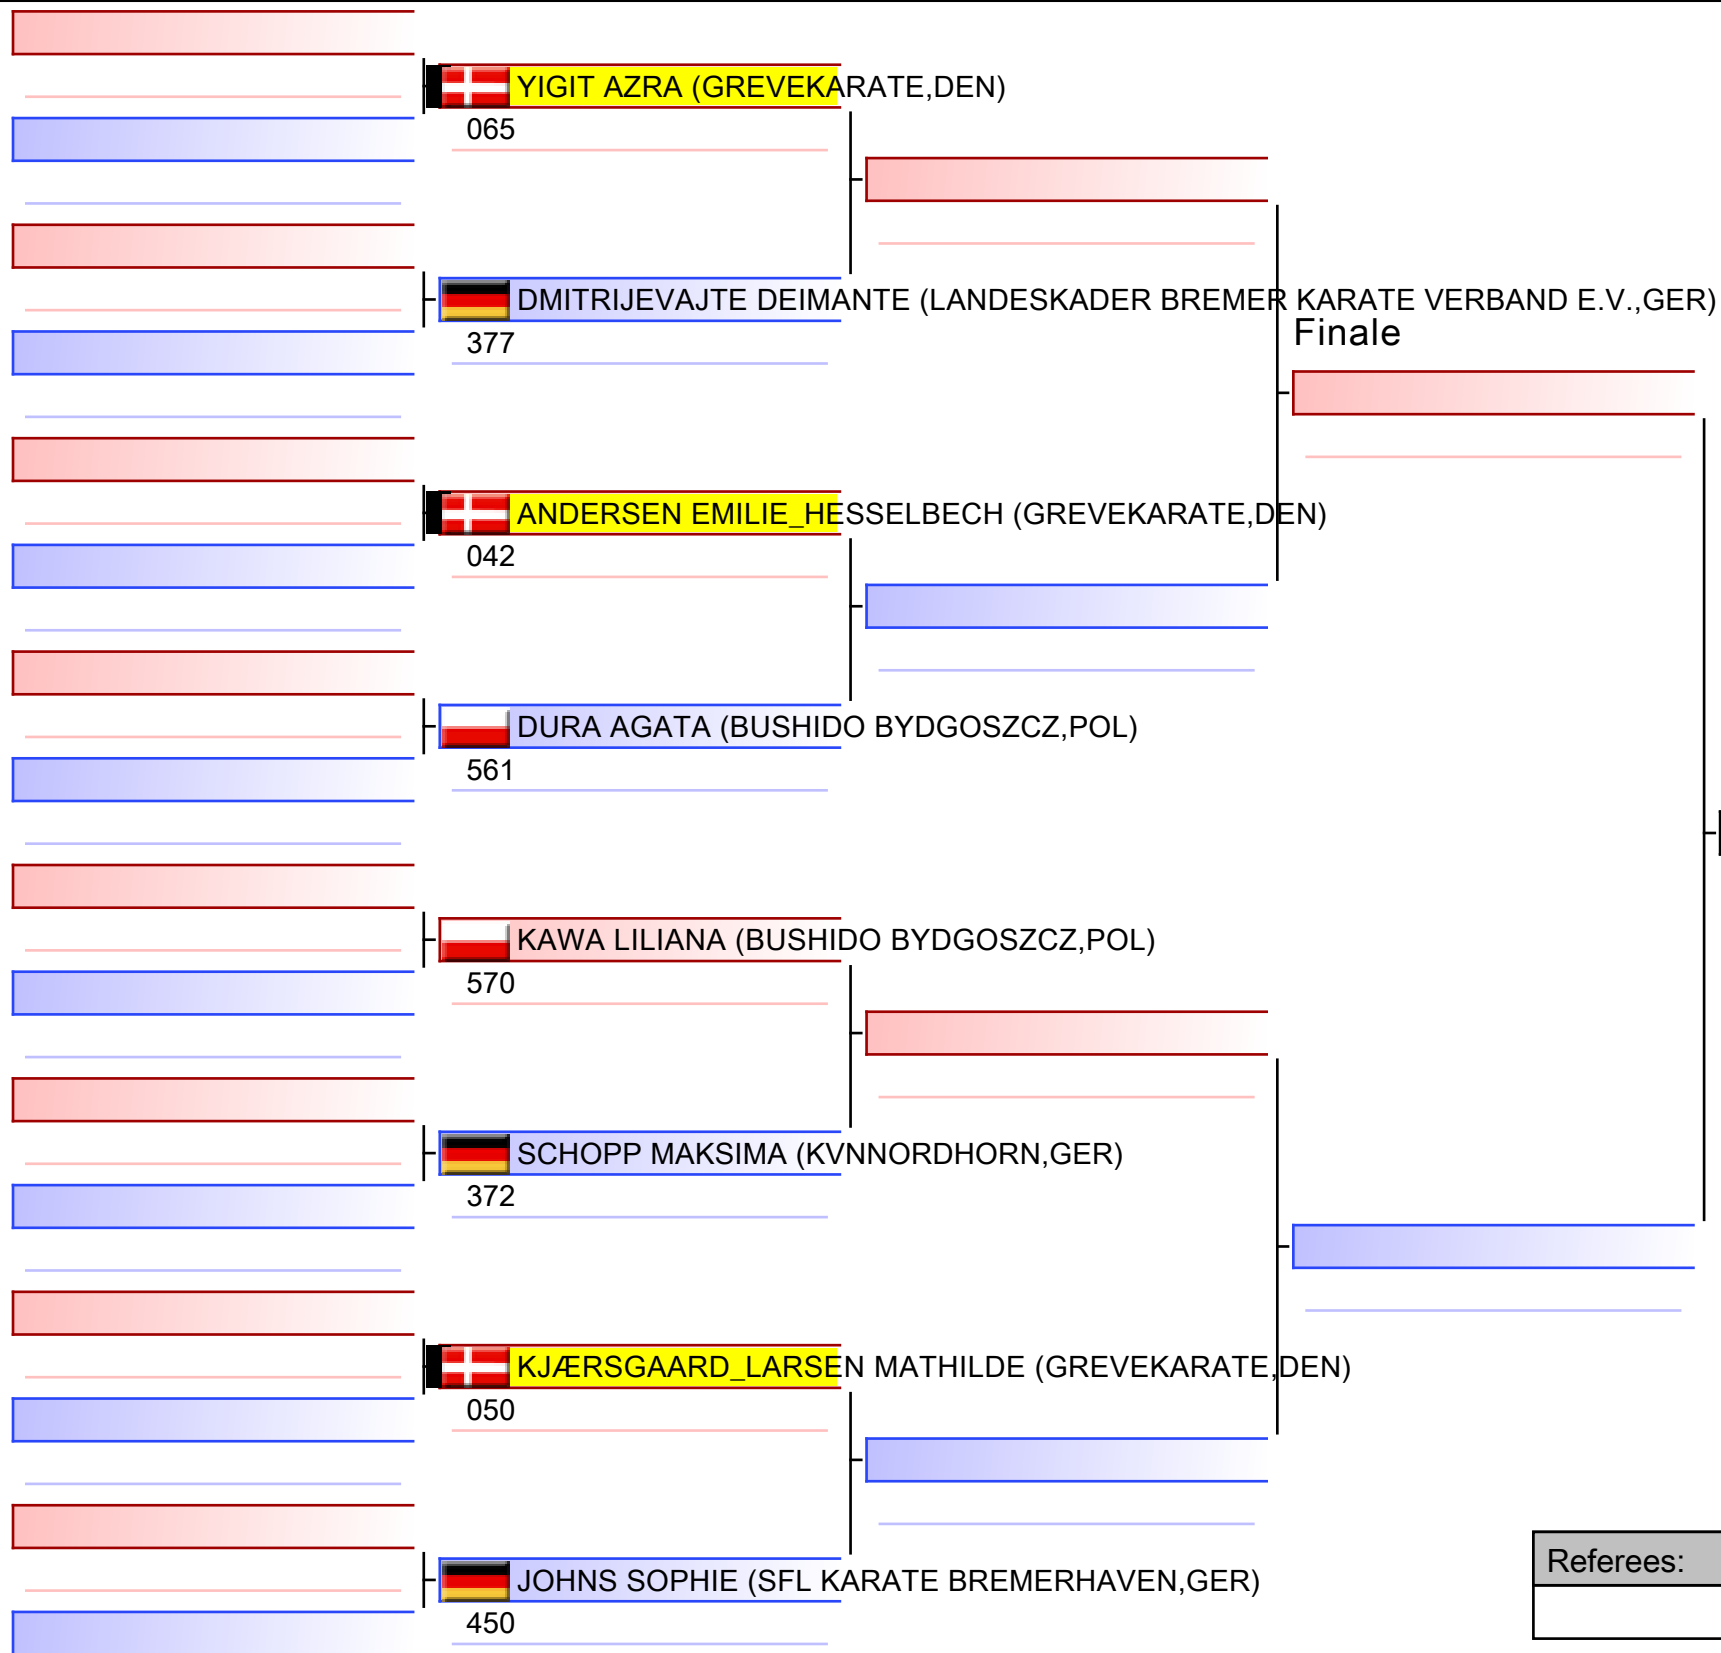 YIGIT AZRA (GREVEKARATE,DEN)
065
DMITRIJEVAJTE DEIMANTE (LANDESKADER BREMER KARATE VERBAND E.V.,GER)
377
Finale
ANDERSEN EMILIE_HESSELBECH (GREVEKARATE,DEN)
042
DURA AGATA (BUSHIDO BYDGOSZCZ,POL)
561
KAWA LILIANA (BUSHIDO BYDGOSZCZ,POL)
570
SCHOPP MAKSIMA (KVNNORDHORN,GER)
372
KJÆRSGAARD_LARSEN MATHILDE (GREVEKARATE,DEN)
050
JOHNS SOPHIE (SFL KARATE BREMERHAVEN,GER)
450
Referees: